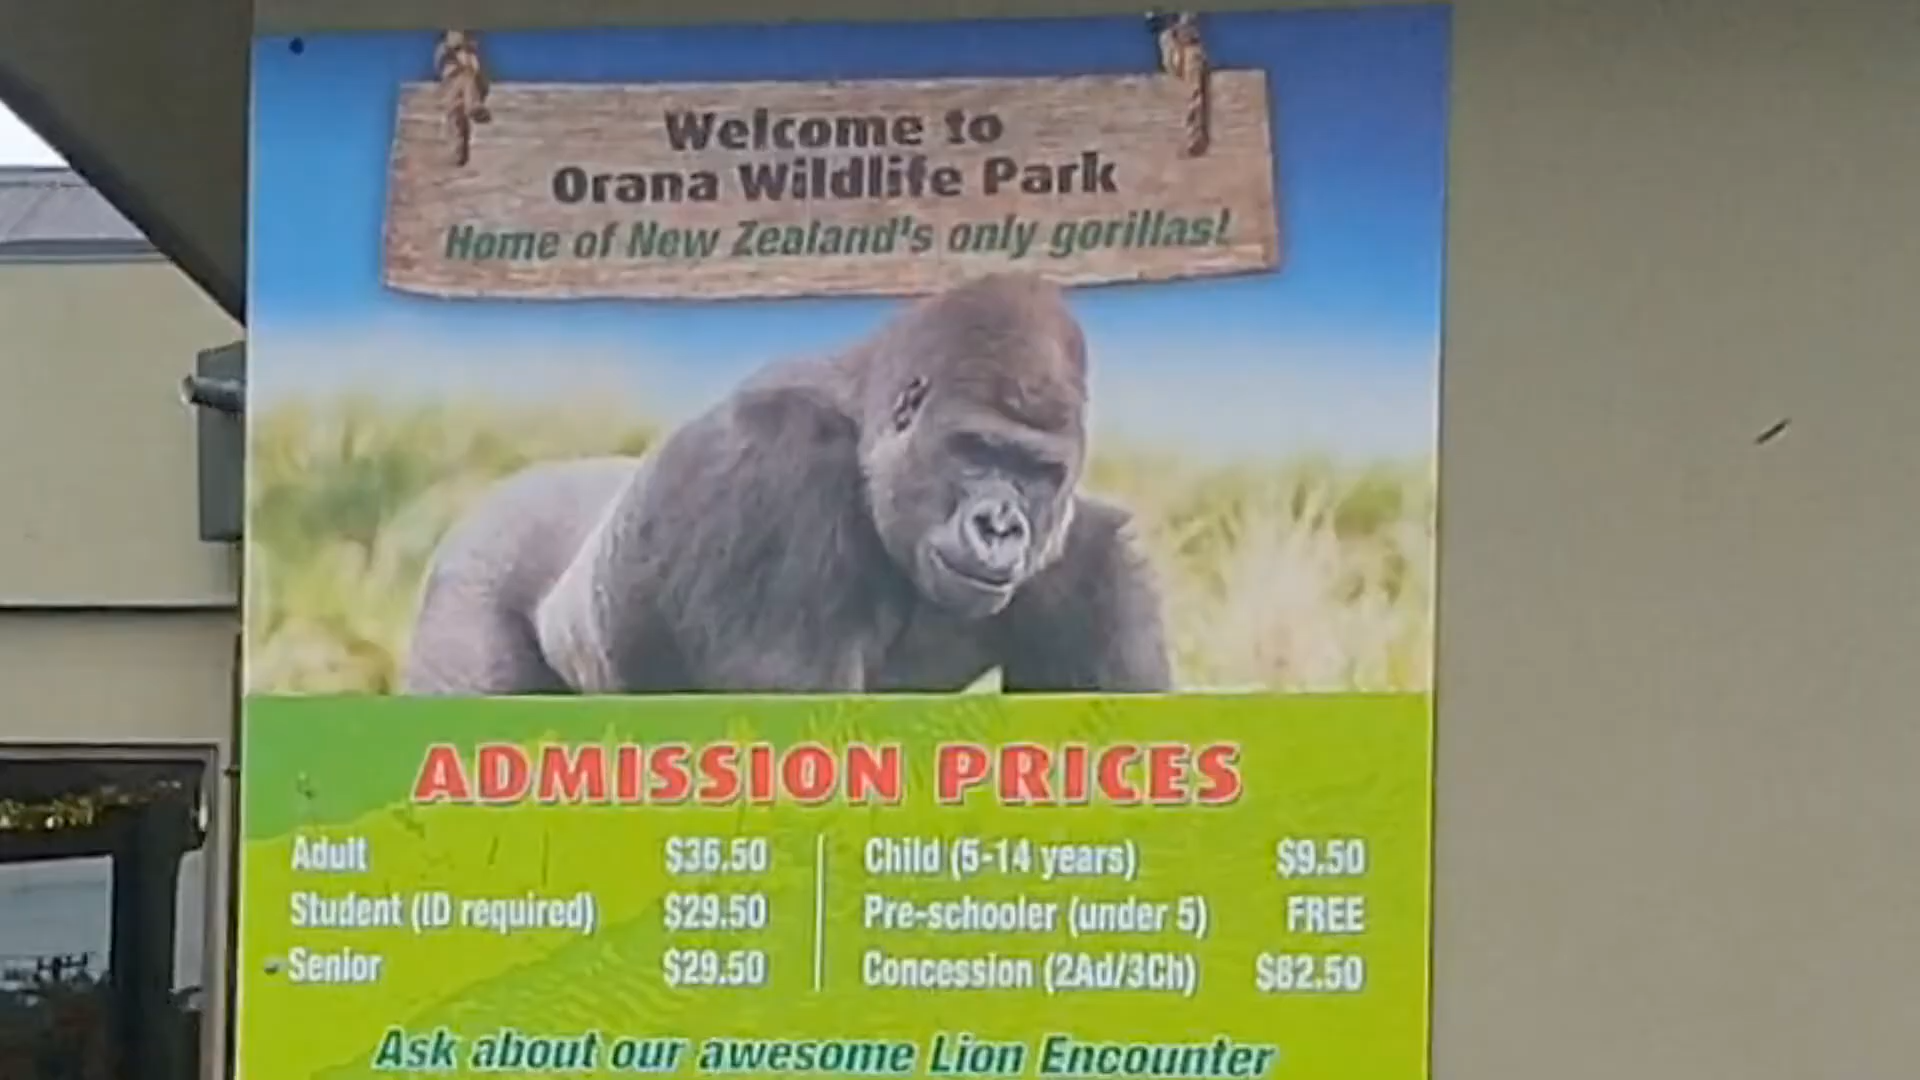 Welcome to
Orana Wildlife Park
Home of New Zealand's only gorillas!
ADMISSION PRICES
Adult $36.50
Student (ID required) $29.50
Senior $29.50
Child (5-14 years) $9.50
Pre-schooler (under 5) FREE
Concession (2Ad/3Ch) $82.50
Ask about our awesome Lion Encounter